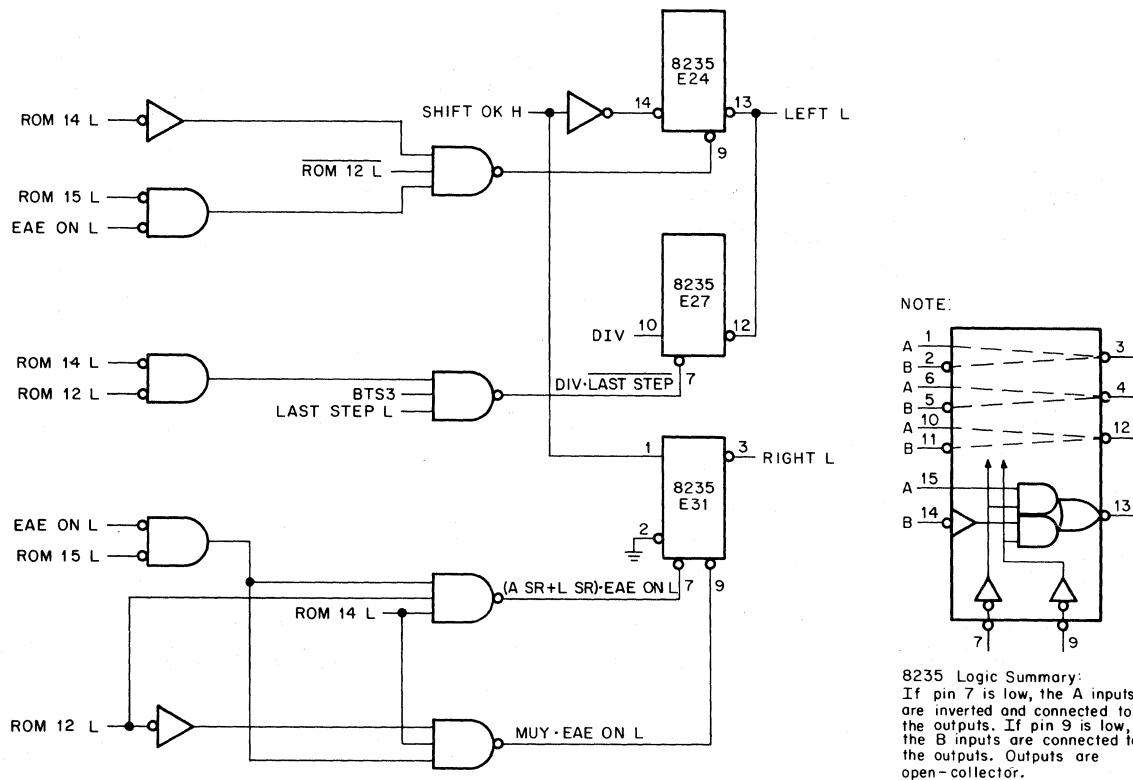 8235
E24
ROM 14 L
SHIFT OK H
14
13
LEFT L
9
ROM 12 L
ROM 15 L
EAE ON L
8235
E27
NOTE:
DIV
10
12
7
DIV·LAST STEP
ROM 14 L
ROM 12 L
BTS3
LAST STEP L
A 1
B 2
A 6
B 5
A 10
B 11
A 15
B 14
3
4
12
13
7
9
1
3
RIGHT L
8235
E31
2
7
9
EAE ON L
ROM 15 L
(A SR+L SR)·EAE ON L
ROM 14 L
ROM 12 L
MUY·EAE ON L
8235 Logic Summary:
If pin 7 is low, the A inputs
are inverted and connected to
the outputs. If pin 9 is low,
the B inputs are connected to
the outputs. Outputs are
open-collector.